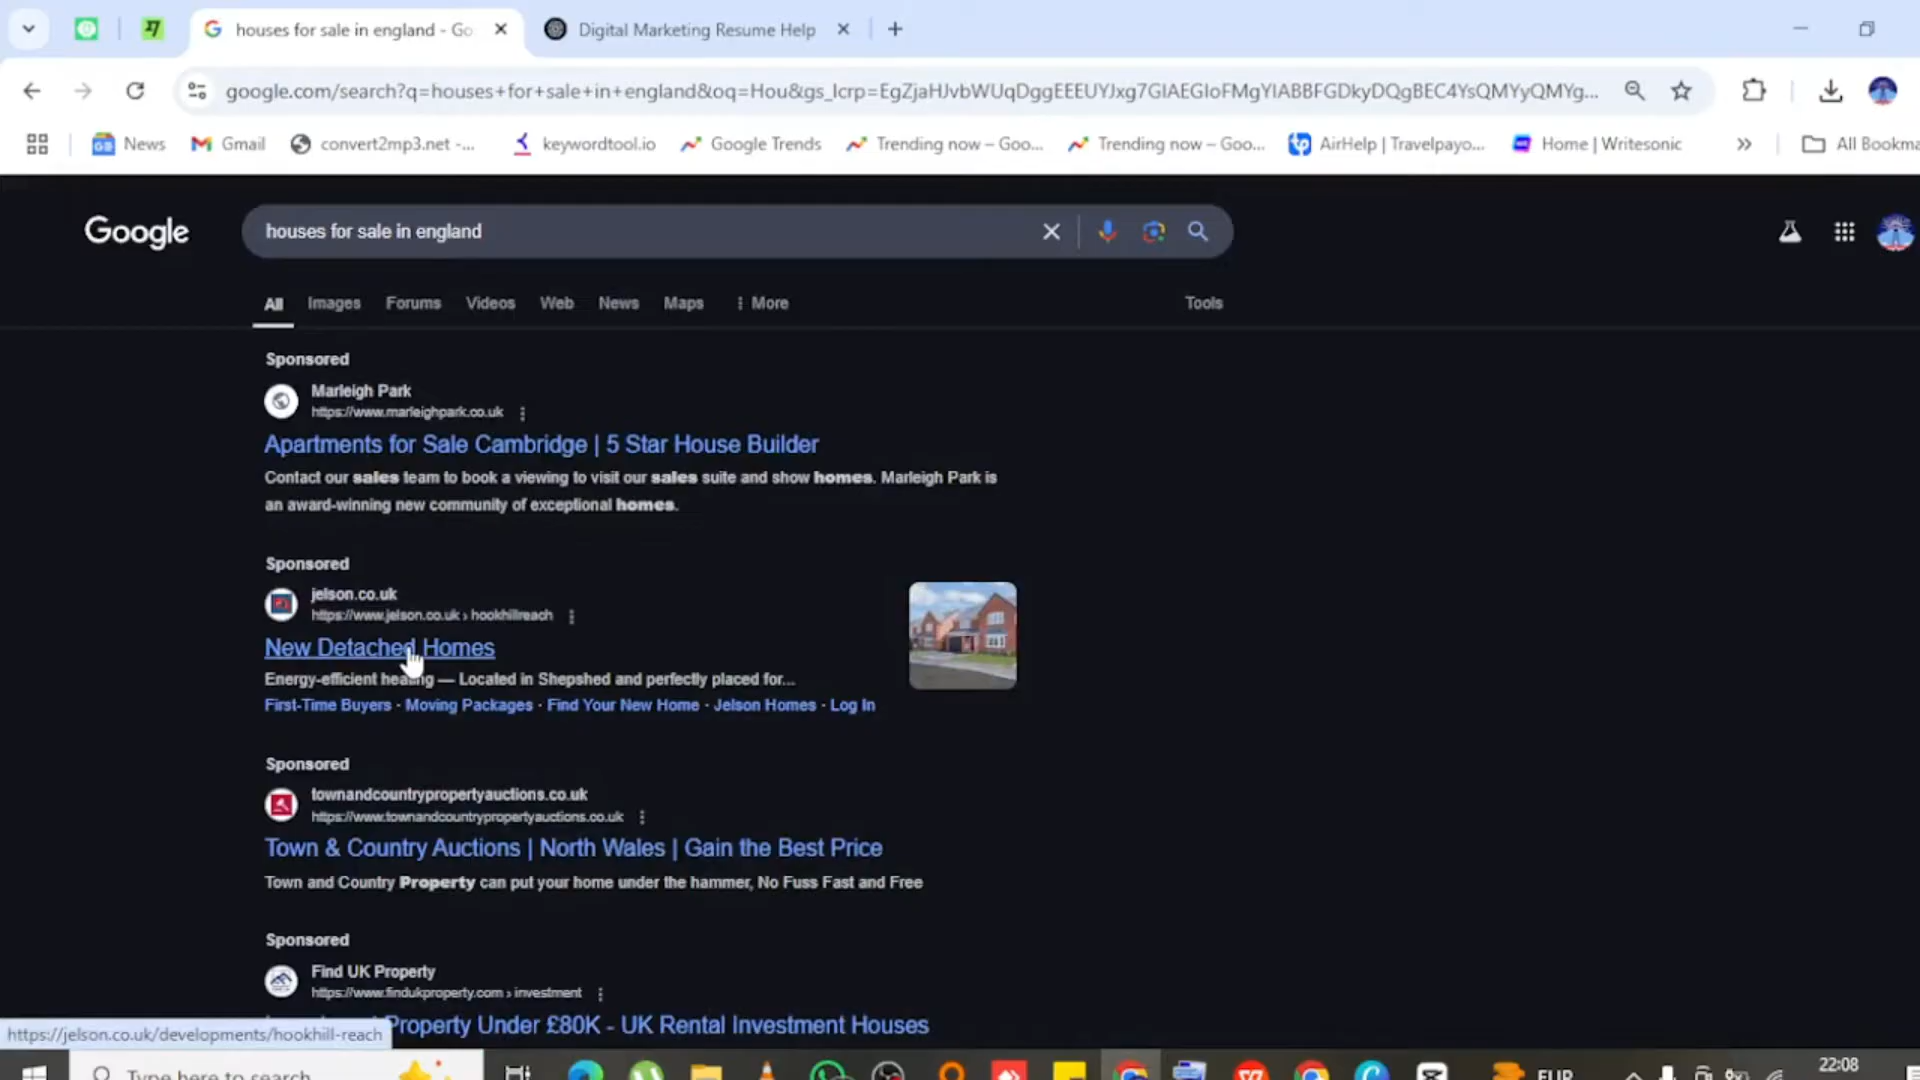 houses for sale in england - Go
Digital Marketing Resume Help
google.com/search?q=houses+for+sale+in+england&oq=Hou&gs_lcrp=EgZjaHJvbWUqDggEEEUYJxg7GIAEGIoFMgYIABBFGDkyDQgBEC4YsQMYyQMYg...
News
Gmail
convert2mp3.net -...
keywordtool.io
Google Trends
Trending now – Goo...
Trending now – Goo...
AirHelp | Travelpayo...
Home | Writesonic
All Bookma
Google
houses for sale in england
All
Images
Forums
Videos
Web
News
Maps
More
Tools
Sponsored
Marleigh Park
https://www.marleighpark.co.uk
Apartments for Sale Cambridge | 5 Star House Builder
Contact our sales team to book a viewing to visit our sales suite and show homes. Marleigh Park is
an award-winning new community of exceptional homes.
Sponsored
jelson.co.uk
https://www.jelson.co.uk › hookhillreach
New Detached Homes
Energy-efficient heating — Located in Shepshed and perfectly placed for...
First-Time Buyers · Moving Packages · Find Your New Home · Jelson Homes · Log In
Sponsored
townandcountrypropertyauctions.co.uk
https://www.townandcountrypropertyauctions.co.uk
Town & Country Auctions | North Wales | Gain the Best Price
Town and Country Property can put your home under the hammer, No Fuss Fast and Free
Sponsored
Find UK Property
https://www.findukproperty.com › investment
Property Under £80K - UK Rental Investment Houses
https://jelson.co.uk/developments/hookhill-reach
Type here to search
EUR
22:08